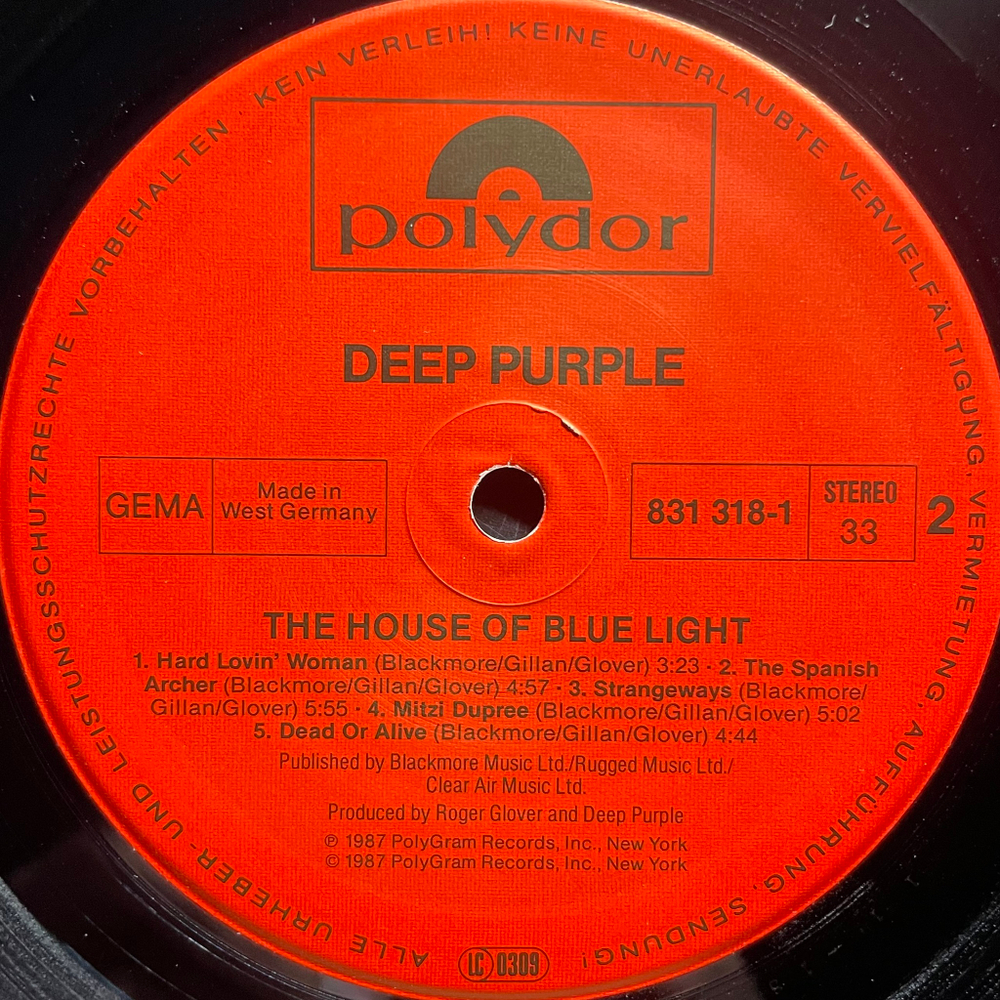 ALLE URHEBER- UND LEISTUNGSSCHUTZRECHTE VORBEHALTEN KEIN VERLEIH! KEINE UNERLAUBTE VERVIELFÄLTIGUNG, VERMIETUNG, AUFFÜHRUNG, SENDUNG!
polydor
DEEP PURPLE
GEMA
Made in
West Germany
831 318-1
STEREO
33
2
THE HOUSE OF BLUE LIGHT
1. Hard Lovin' Woman (Blackmore/Gillan/Glover) 3:23 · 2. The Spanish
Archer (Blackmore/Gillan/Glover) 4:57 · 3. Strangeways (Blackmore/
Gillan/Glover) 5:55 · 4. Mitzi Dupree (Blackmore/Gillan/Glover) 5:02
5. Dead Or Alive (Blackmore/Gillan/Glover) 4:44
Published by Blackmore Music Ltd./Rugged Music Ltd./
Clear Air Music Ltd.
Produced by Roger Glover and Deep Purple
℗ 1987 PolyGram Records, Inc., New York
© 1987 PolyGram Records, Inc., New York
LC 0309